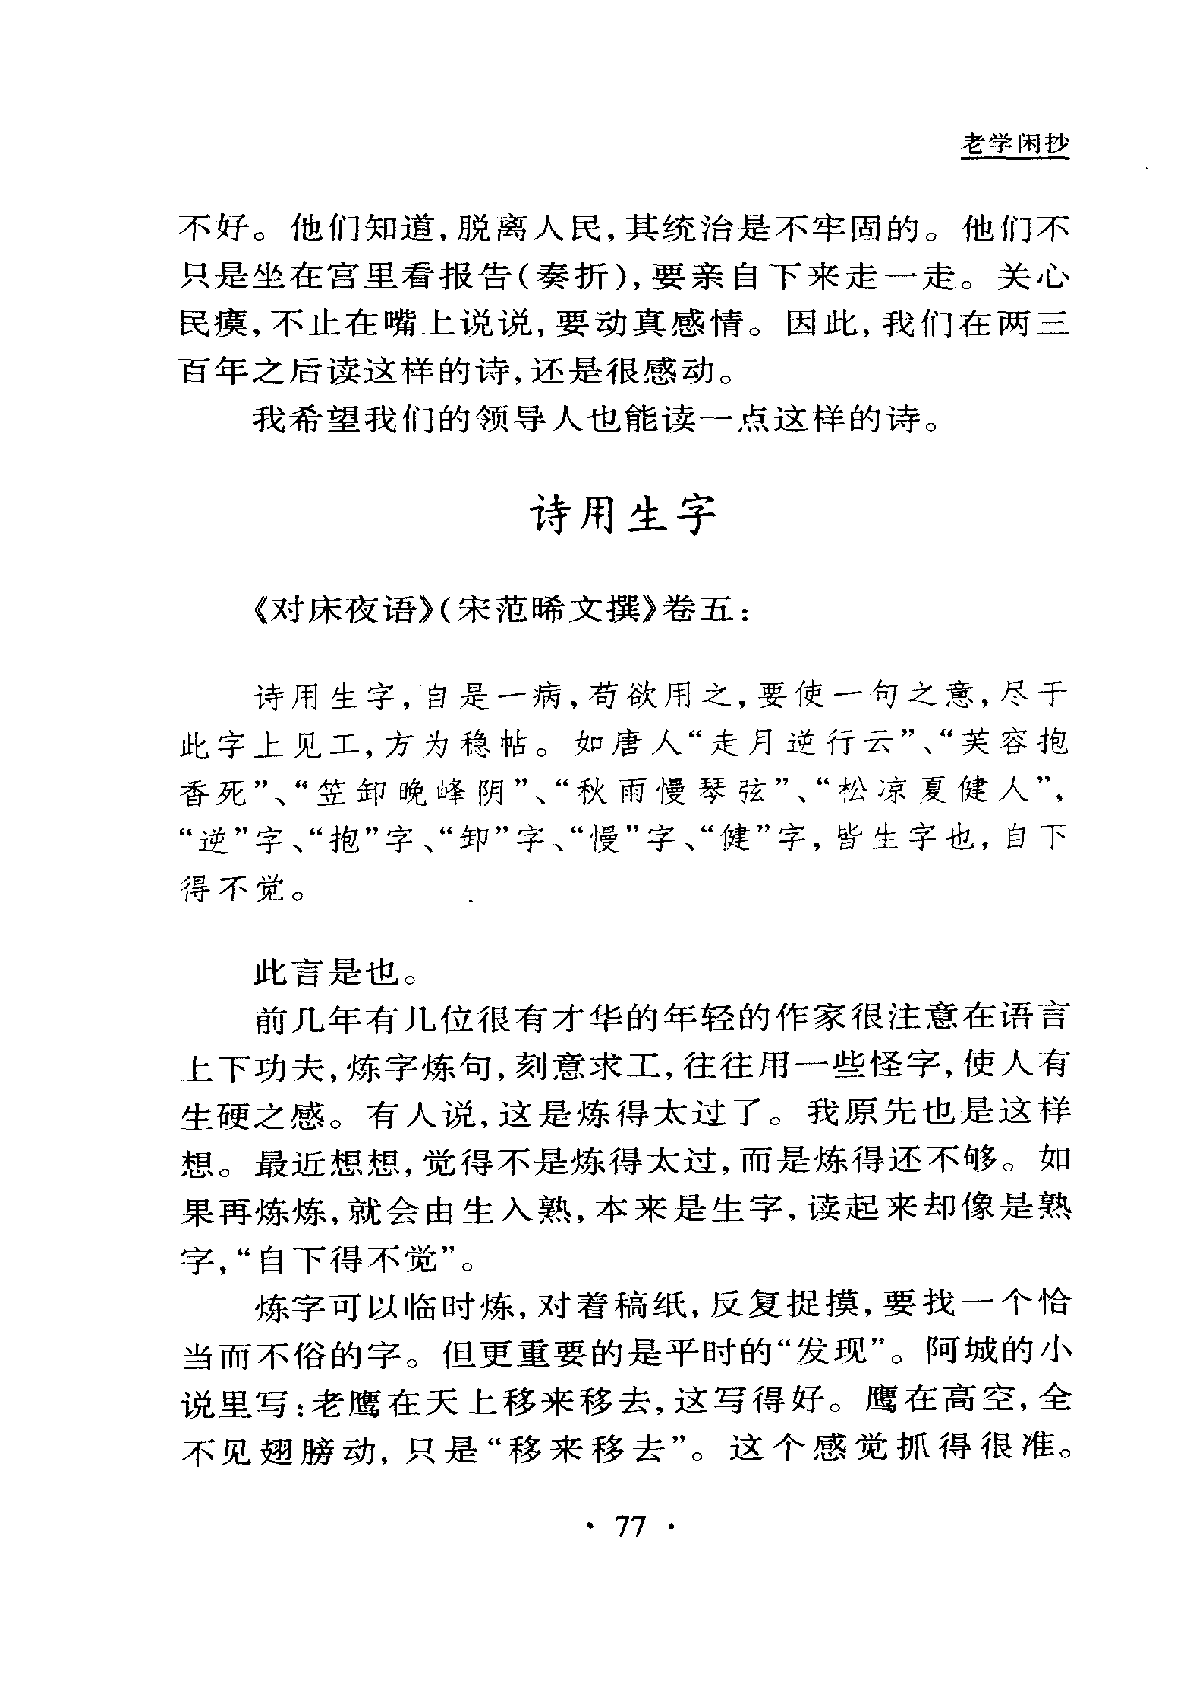 老学闲抄
不好。他们知道,脱离人民,其统治是不牢固的。他们不
只是坐在宫里看报告(奏折),要亲自下来走一走。关心
民瘼,不止在嘴上说说,要动真感情。因此,我们在两三
百年之后读这样的诗,还是很感动。
我希望我们的领导人也能读一点这样的诗。
诗用生字
《对床夜语》(宋范晞文撰》卷五:
诗用生字,自是一病,苟欲用之,要使一句之意,尽于
此字上见工,方为稳帖。如唐人“走月逆行云”、“芙容抱
香死”、“笠卸晚峰阴”、“秋雨慢琴弦”、“松凉夏健人”,
“逆”字、“抱”字、“卸”字、“慢”字、“健”字,皆生字也,自下
得不觉。
此言是也。
前几年有几位很有才华的年轻的作家很注意在语言
上下功夫,炼字炼句,刻意求工,往往用一些怪字,使人有
生硬之感。有人说,这是炼得太过了。我原先也是这样
想。最近想想,觉得不是炼得太过,而是炼得还不够。如
果再炼炼,就会由生入熟,本来是生字,读起来却像是熟
字,“自下得不觉”。
炼字可以临时炼,对着稿纸,反复捉摸,要找一个恰
当而不俗的字。但更重要的是平时的“发现”。阿城的小
说里写:老鹰在天上移来移去,这写得好。鹰在高空,全
不见翅膀动,只是“移来移去”。这个感觉抓得很准。
· 77 ·